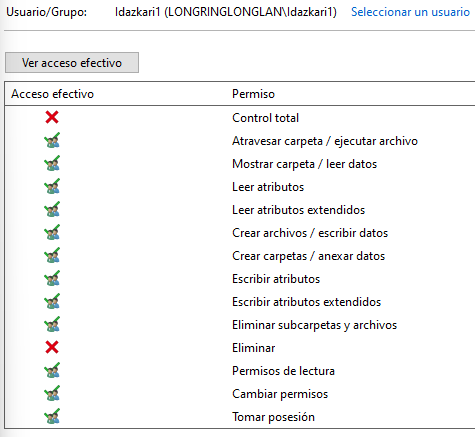 Usuario/Grupo: Idazkari1 (LONGRINGLONGLAN\Idazkari1) Seleccionar un usuario
Ver acceso efectivo
Acceso efectivo Permiso
Control total
Atravesar carpeta / ejecutar archivo
Mostrar carpeta / leer datos
Leer atributos
Leer atributos extendidos
Crear archivos / escribir datos
Crear carpetas / anexar datos
Escribir atributos
Escribir atributos extendidos
Eliminar subcarpetas y archivos
Eliminar
Permisos de lectura
Cambiar permisos
Tomar posesión